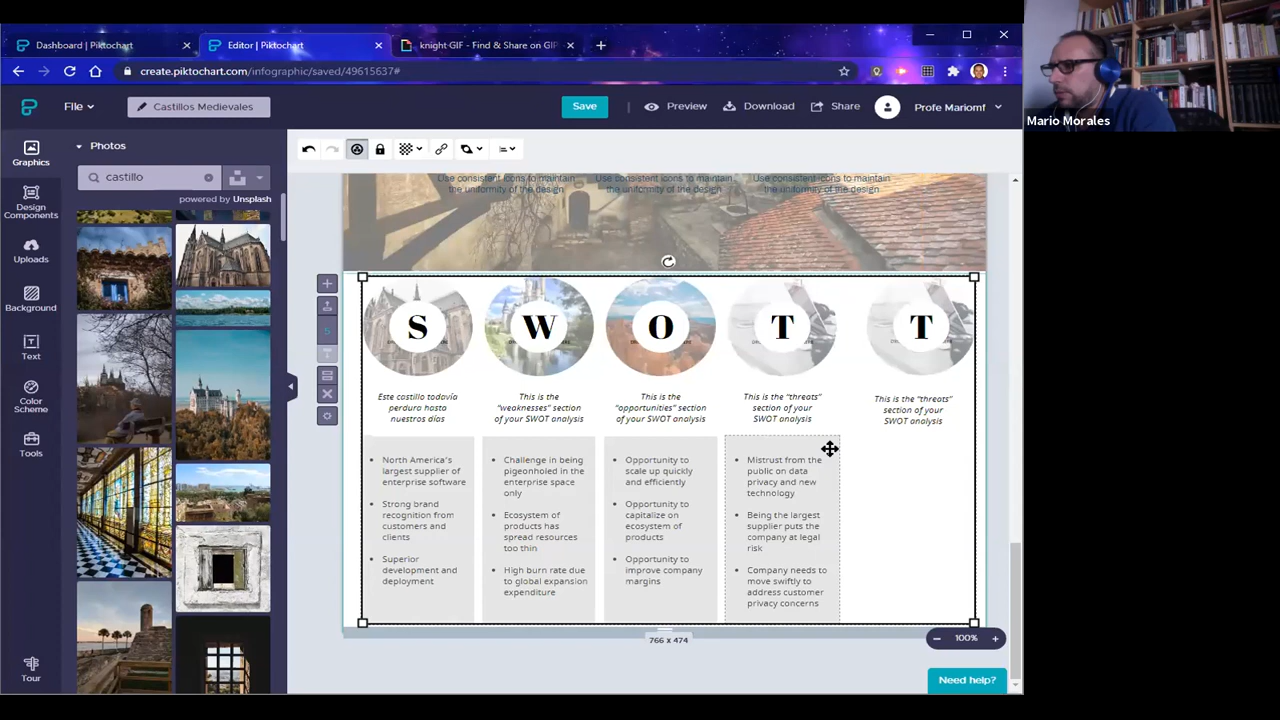 Dashboard | Piktochart
Editor | Piktochart
knight GIF - Find & Share on GIP
create.piktochart.com/infographic/saved/49615637#
File
Castillos Medievales
Save
Preview
Download
Share
Profe Mariomf
Mario Morales
Graphics
Design
Components
Uploads
Background
Text
Color
Scheme
Tools
Tour
Photos
castillo
powered by Unsplash
Use consistent icons to maintain
the uniformity of the design
Use consistent icons to maintain
the uniformity of the design
Use consistent icons to maintain
the uniformity of the design
S
W
O
T
T
Este castillo todavía
perdura hasta
nuestros días
This is the
"weaknesses" section
of your SWOT analysis
This is the
"opportunities" section
of your SWOT analysis
This is the "threats"
section of your
SWOT analysis
This is the "threats"
section of your
SWOT analysis
• North America's
largest supplier of
enterprise software
• Strong brand
recognition from
customers and
clients
• Superior
development and
deployment
• Challenge in being
pigeonholed in the
enterprise space
only
• Ecosystem of
products has
spread resources
too thin
• High burn rate due
to global expansion
expenditure
• Opportunity to
scale up quickly
and efficiently
• Opportunity to
capitalize on
ecosystem of
products
• Opportunity to
improve company
margins
• Mistrust from the
public on data
privacy and new
technology
• Being the largest
supplier puts the
company at legal
risk
• Company needs to
move swiftly to
address customer
privacy concerns
766 x 474
100%
Need help?